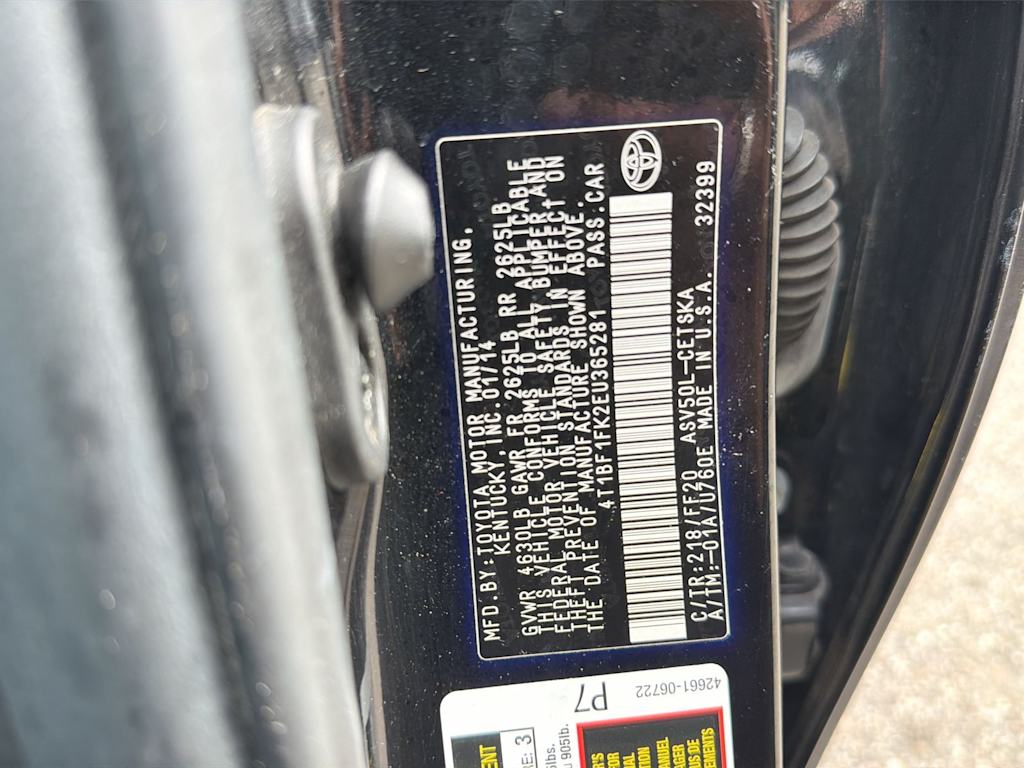 MFD.BY:TOYOTA MOTOR MANUFACTURING,
KENTUCKY,INC.01/14
GVWR 4630LB GAWR FR 2625LB RR 2625LB
THIS VEHICLE CONFORMS TO ALL APPLICABLE
FEDERAL MOTOR VEHICLE SAFETY,BUMPER,AND
THEFT PREVENTION STANDARDS IN EFFECT ON
THE DATE OF MANUFACTURE SHOWN ABOVE.
4T1BF1FK2EU365281 PASS.CAR
C/TR:218/FF20 ASV50L-CETSKA
A/TM:-01A/U760E MADE IN U.S.A. 32399
42661-06722
P7
3
905lb.
MANUEL